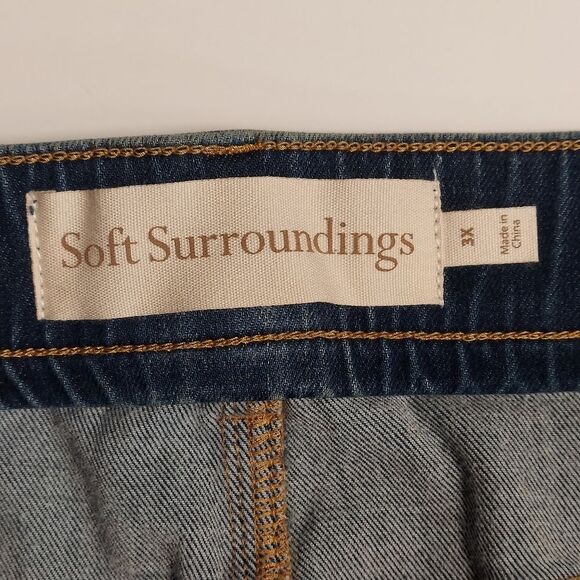 Soft Surroundings
3X
Made in
China